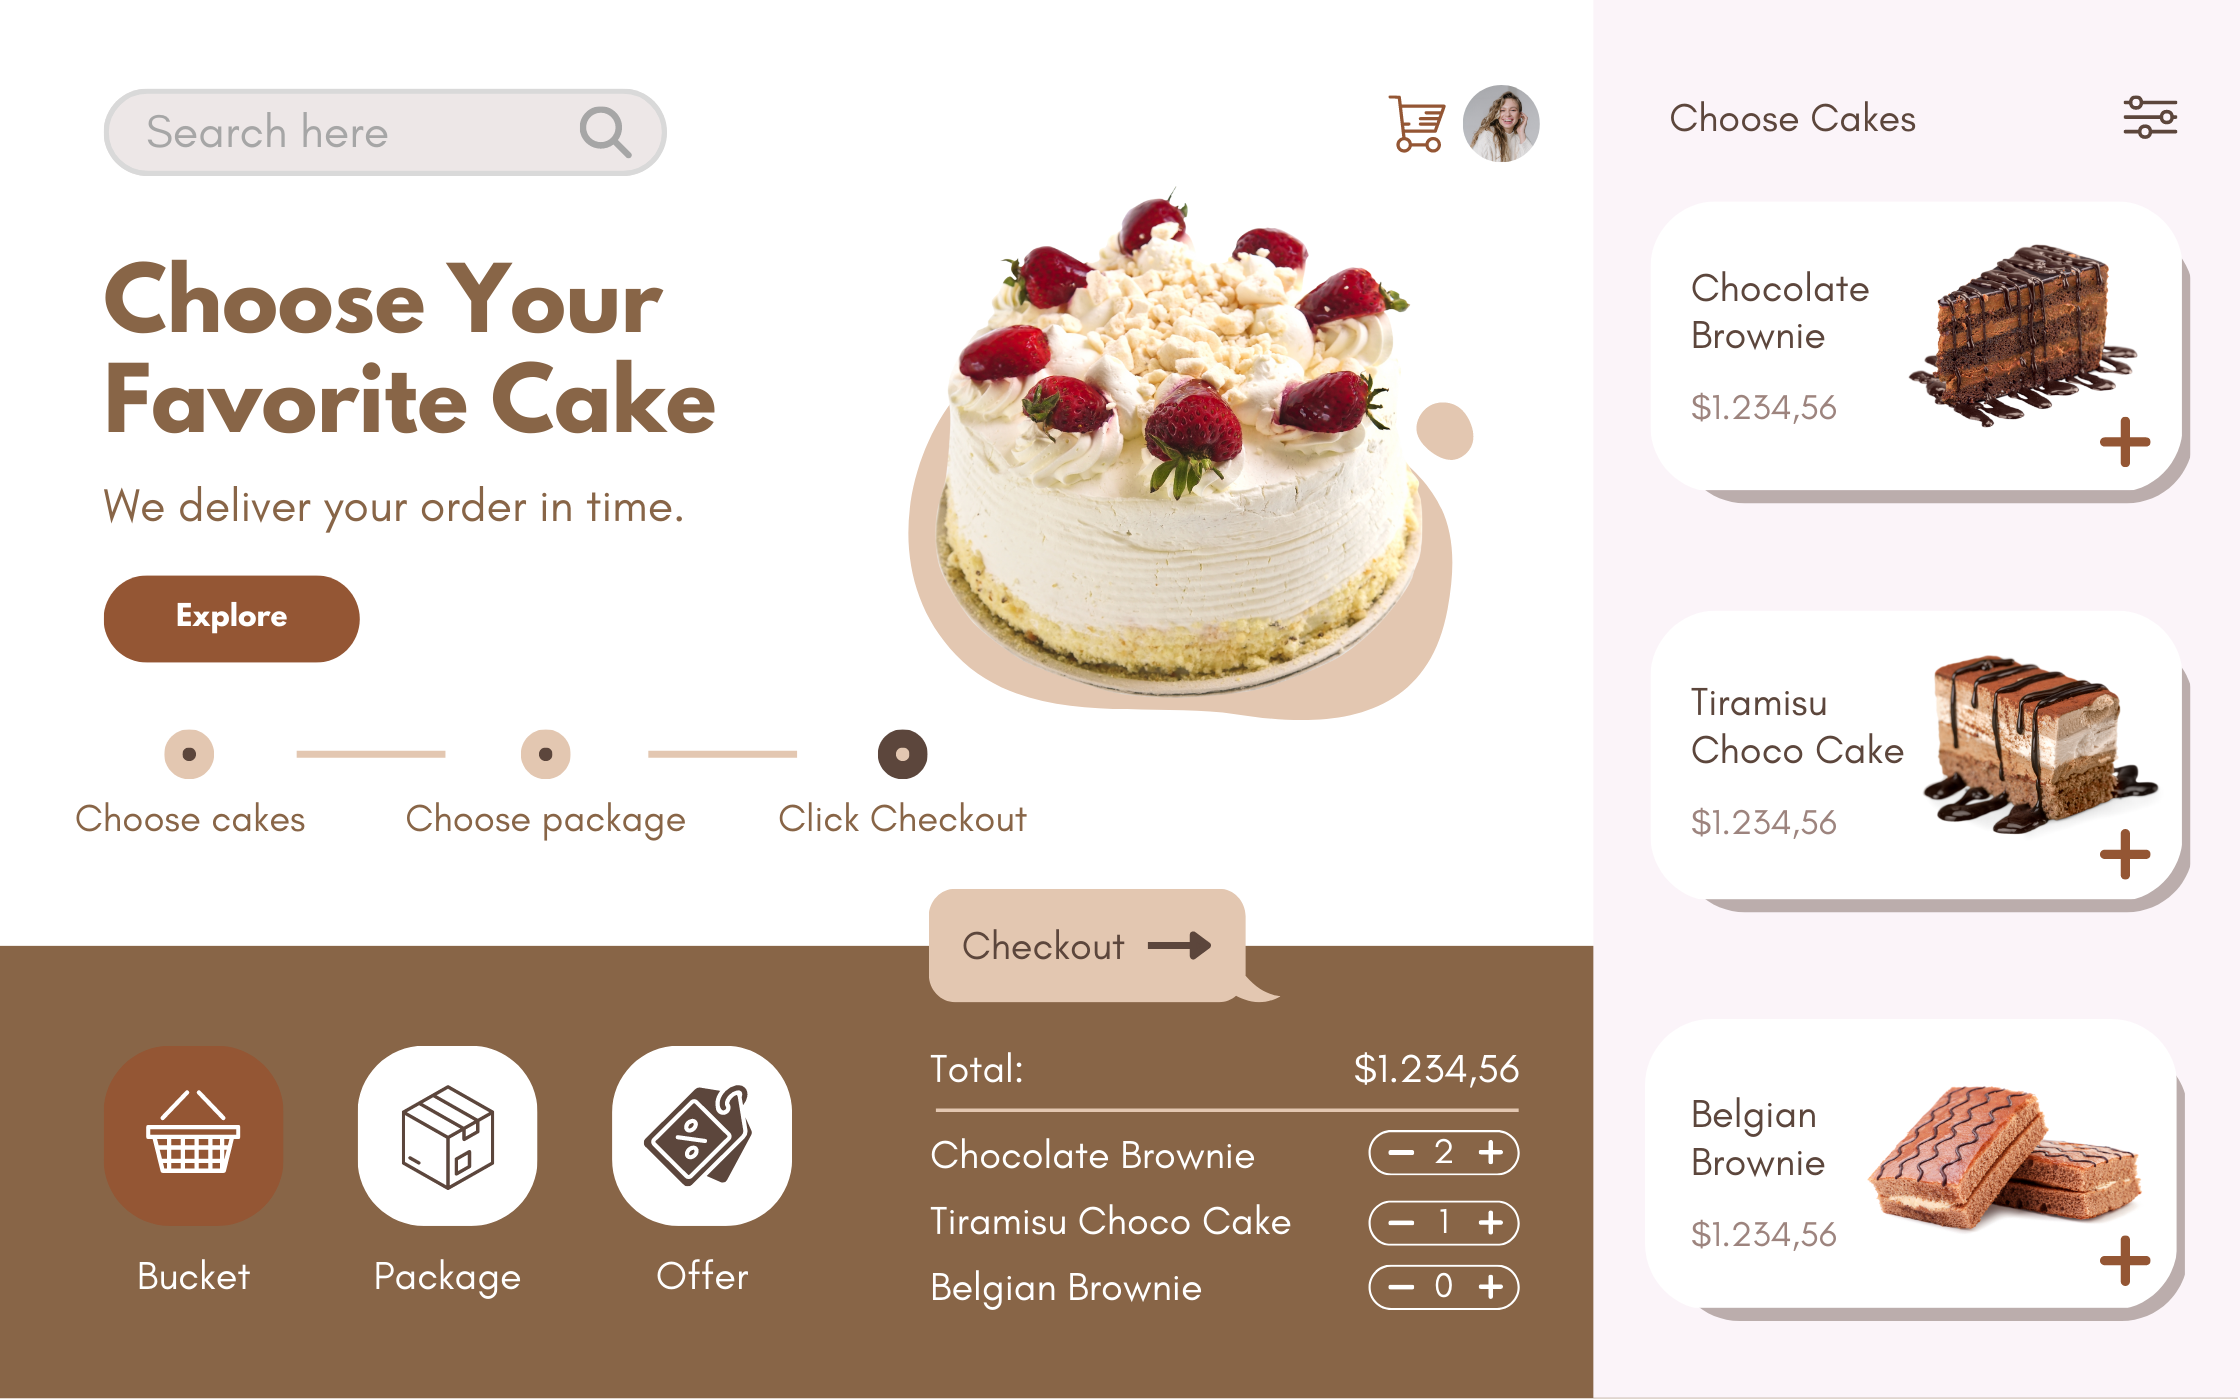 Search here
Choose Your
Favorite Cake
We deliver your order in time.
Explore
Choose cakes
Choose package
Click Checkout
Checkout
Bucket
Package
Offer
Total: $1.234,56
Chocolate Brownie 2
Tiramisu Choco Cake 1
Belgian Brownie 0
Choose Cakes
Chocolate
Brownie
$1.234,56
Tiramisu
Choco Cake
$1.234,56
Belgian
Brownie
$1.234,56